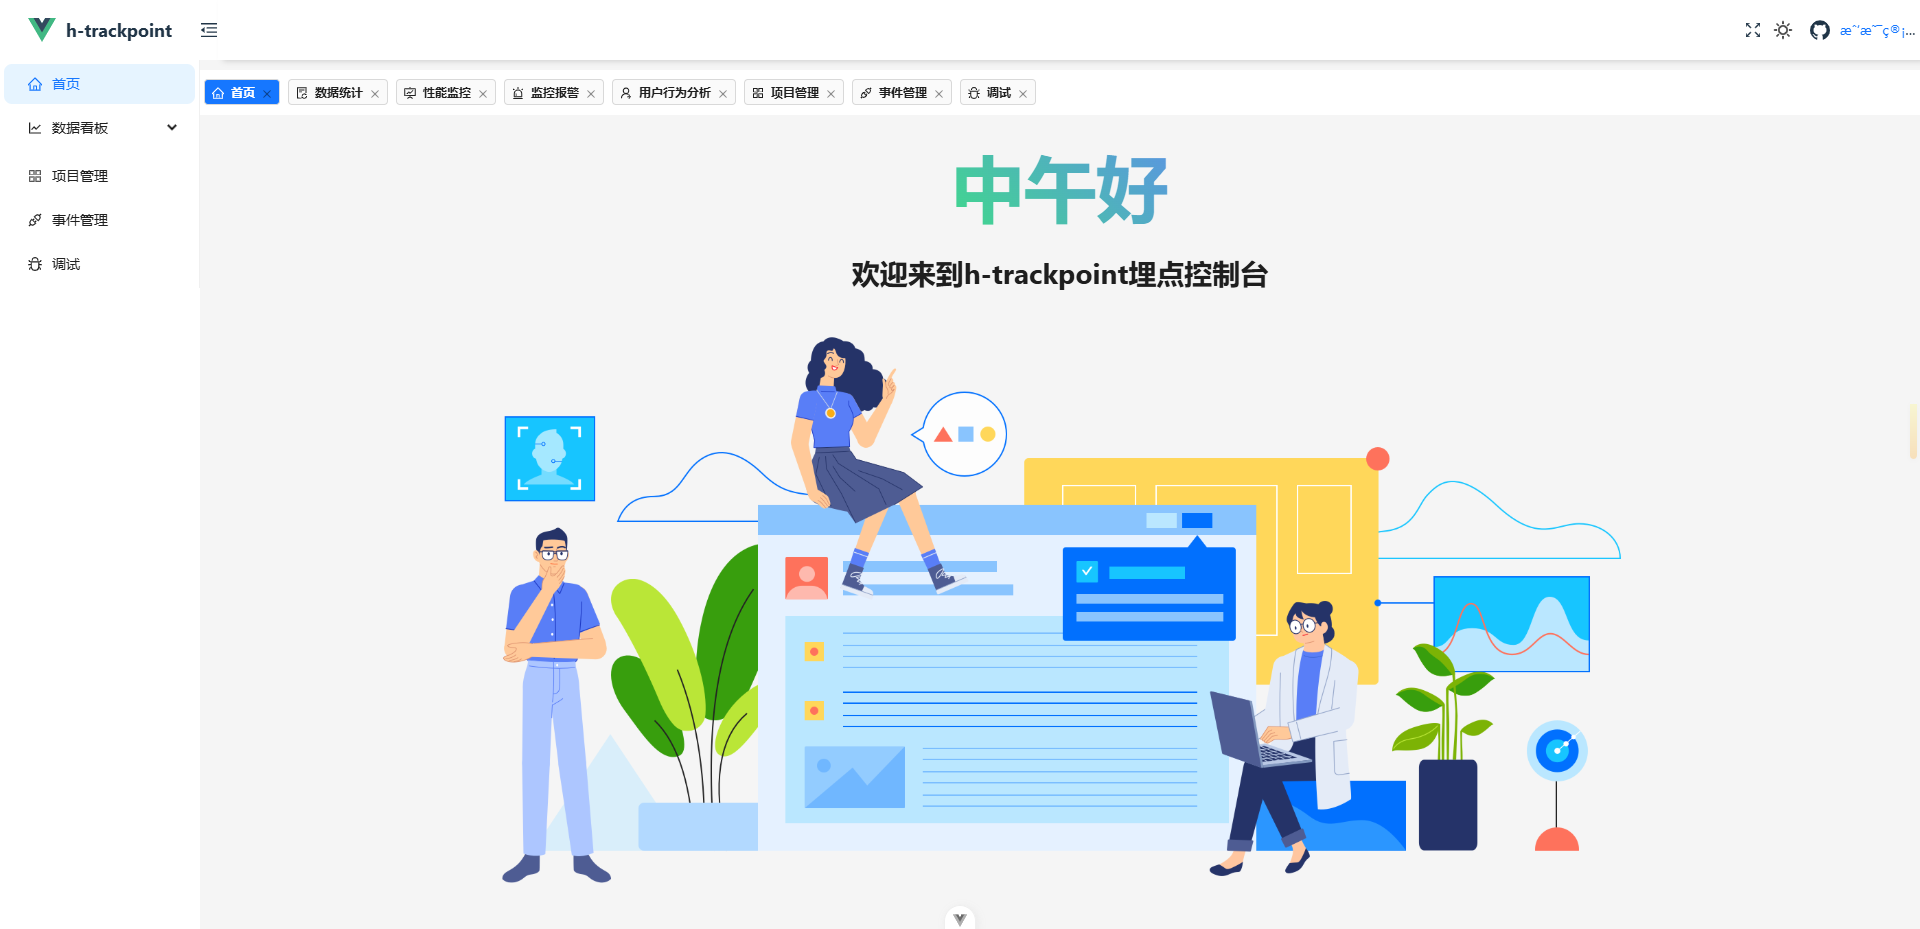 h-trackpoint
æˆ‘æ˜¯ç®¡...
首页
数据看板
项目管理
事件管理
调试
首页
数据统计
性能监控
监控报警
用户行为分析
项目管理
事件管理
调试
中午好
欢迎来到h-trackpoint埋点控制台